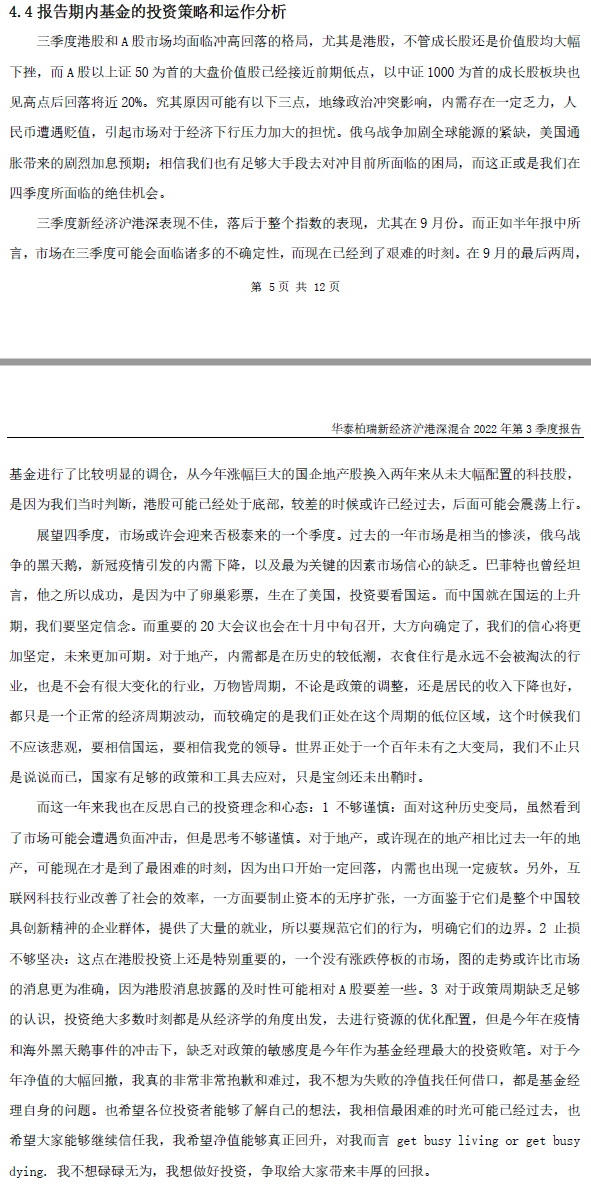 4.4 报告期内基金的投资策略和运作分析
三季度港股和 A 股市场均面临冲高回落的格局，尤其是港股，不管成长股还是价值股均大幅
下挫，而 A 股以上证 50 为首的大盘价值股已经接近前期低点，以中证 1000 为首的成长股板块也
见高点后回落将近 20%。究其原因可能有以下三点，地缘政治冲突影响，内需存在一定乏力，人
民币遭遇贬值，引起市场对于经济下行压力加大的担忧。俄乌战争加剧全球能源的紧缺，美国通
胀带来的剧烈加息预期；相信我们也有足够大手段去对冲目前所面临的困局，而这正或是我们在
四季度所面临的绝佳机会。
三季度新经济沪港深表现不佳，落后于整个指数的表现，尤其在 9 月份。而正如半年报中所
言，市场在三季度可能会面临诸多的不确定性，而现在已经到了艰难的时刻。在 9 月的最后两周，
第 5页 共 12页
华泰柏瑞新经济沪港深混合 2022 年第 3 季度报告
基金进行了比较明显的调仓，从今年涨幅巨大的国企地产股换入两年来从未大幅配置的科技股，
是因为我们当时判断，港股可能已经处于底部，较差的时候或许已经过去，后面可能会震荡上行。
展望四季度，市场或许会迎来否极泰来的一个季度。过去的一年市场是相当的惨淡，俄乌战
争的黑天鹅，新冠疫情引发的内需下降，以及最为关键的因素市场信心的缺乏。巴菲特也曾经坦
言，他之所以成功，是因为中了卵巢彩票，生在了美国，投资要看国运。而中国就在国运的上升
期，我们要坚定信念。而重要的 20 大会议也会在十月中旬召开，大方向确定了，我们的信心将更
加坚定，未来更加可期。对于地产，内需都是在历史的较低潮，衣食住行是永远不会被淘汰的行
业，也是不会有很大变化的行业，万物皆周期，不论是政策的调整，还是居民的收入下降也好，
都只是一个正常的经济周期波动，而较确定的是我们正处在这个周期的低位区域，这个时候我们
不应该悲观，要相信国运，要相信我党的领导。世界正处于一个百年未有之大变局，我们不止只
是说说而已，国家有足够的政策和工具去应对，只是宝剑还未出鞘时。
而这一年来我也在反思自己的投资理念和心态：1 不够谨慎：面对这种历史变局，虽然看到
了市场可能会遭遇负面冲击，但是思考不够谨慎。对于地产，或许现在的地产相比过去一年的地
产，可能现在才是到了最困难的时刻，因为出口开始一定回落，内需也出现一定疲软。另外，互
联网科技行业改善了社会的效率，一方面要制止资本的无序扩张，一方面鉴于它们是整个中国较
具创新精神的企业群体，提供了大量的就业，所以要规范它们的行为，明确它们的边界。2 止损
不够坚决：这点在港股投资上还是特别重要的，一个没有涨跌停板的市场，图的走势或许比市场
的消息更为准确，因为港股消息披露的及时性可能相对 A 股要差一些。3 对于政策周期缺乏足够
的认识，投资绝大多数时刻都是从经济学的角度出发，去进行资源的优化配置，但是今年在疫情
和海外黑天鹅事件的冲击下，缺乏对政策的敏感度是今年作为基金经理最大的投资败笔。对于今
年净值的大幅回撤，我真的非常非常抱歉和难过，我不想为失败的净值找任何借口，都是基金经
理自身的问题。也希望各位投资者能够了解自己的想法，我相信最困难的时光可能已经过去，也
希望大家能够继续信任我，我希望净值能够真正回升，对我而言 get busy living or get busy
dying. 我不想碌碌无为，我想做好投资，争取给大家带来丰厚的回报。